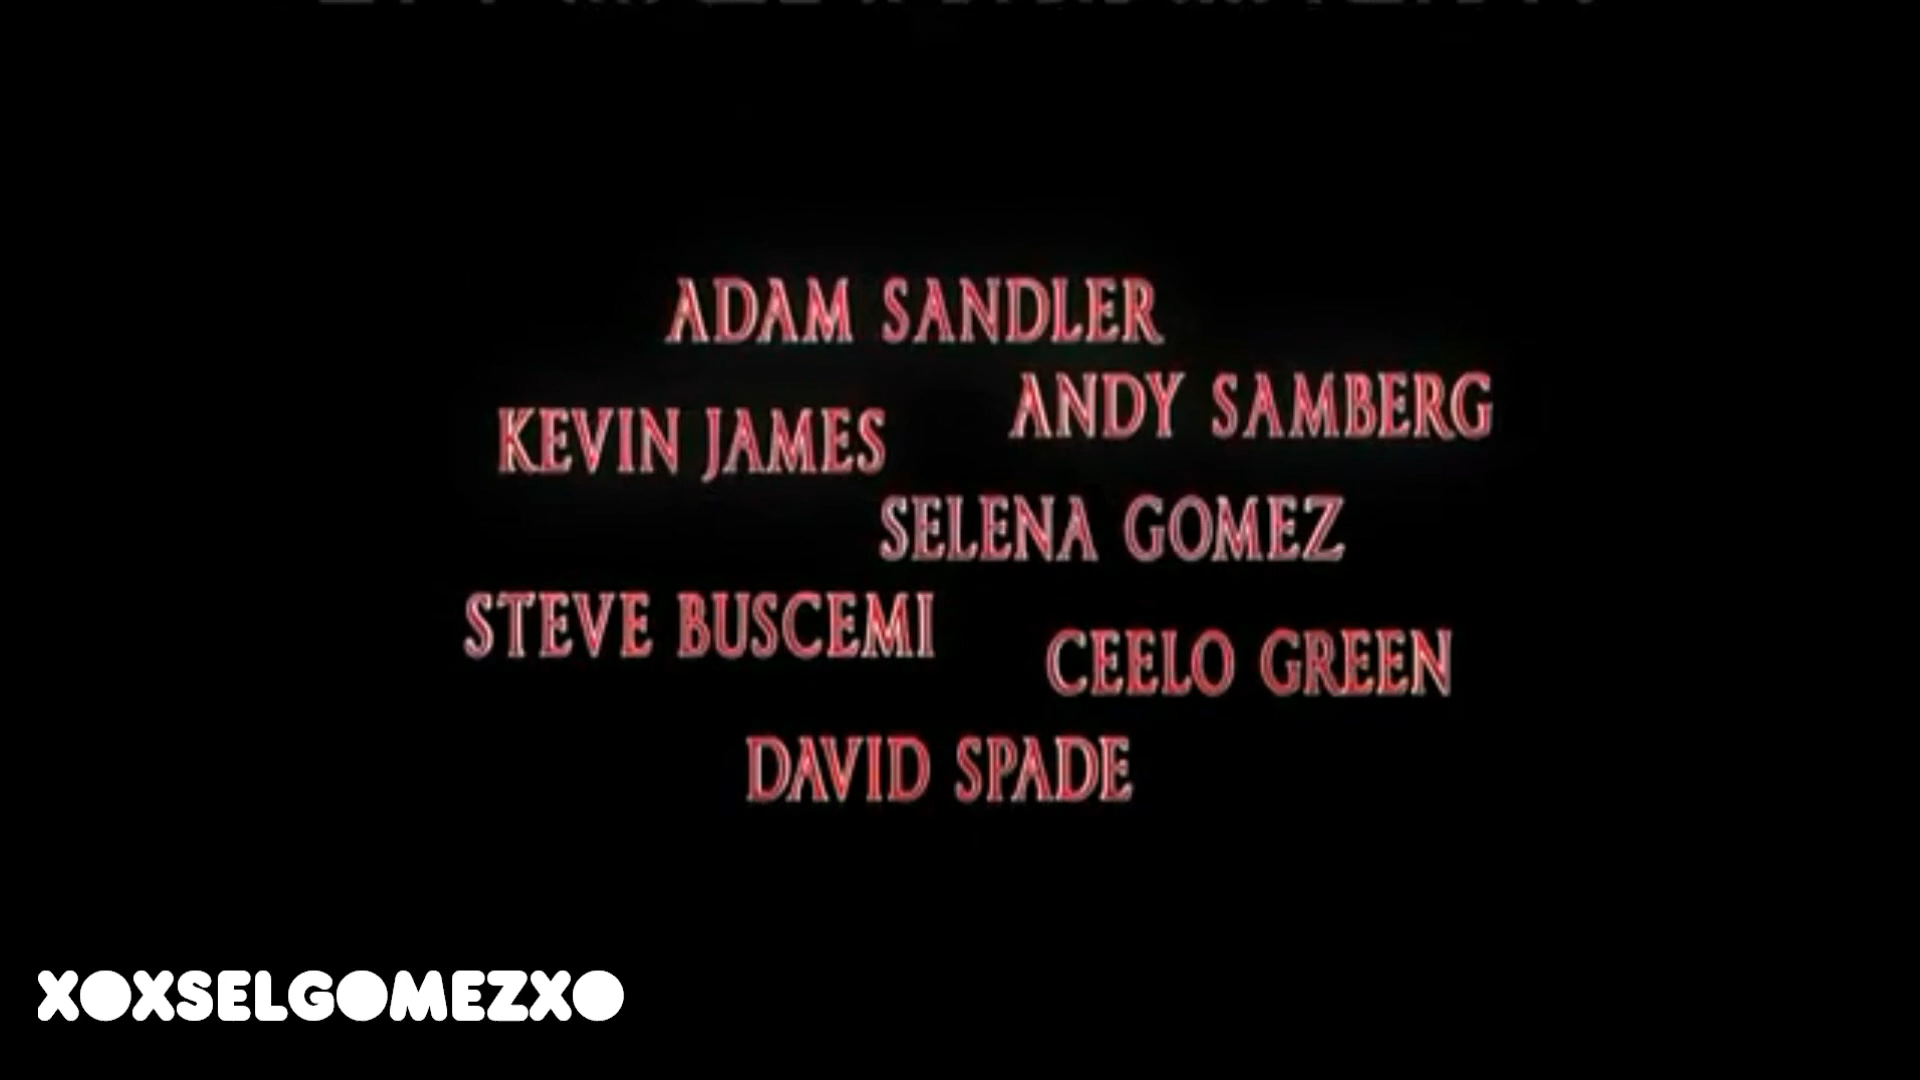 ADAM SANDLER
ANDY SAMBERG
KEVIN JAMES
SELENA GOMEZ
STEVE BUSCEMI
CEELO GREEN
DAVID SPADE
XOXSELGOMEZXO